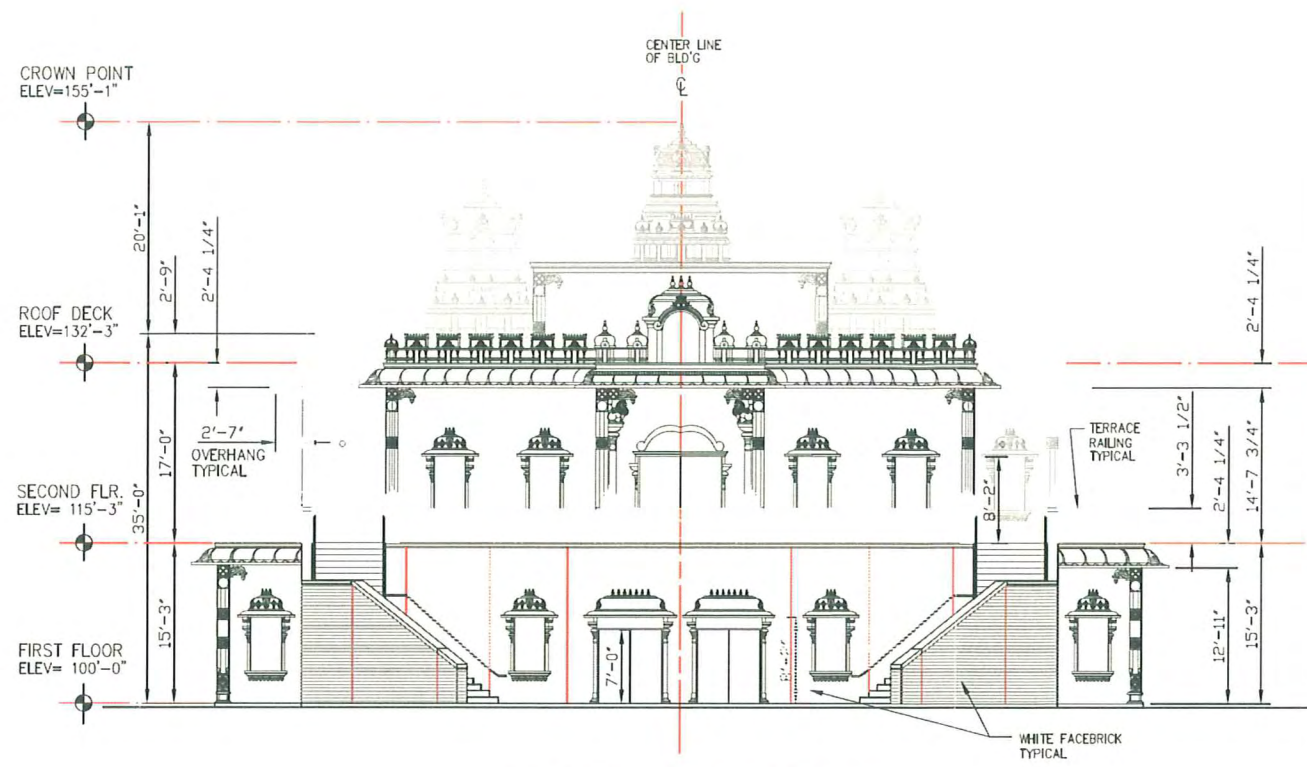 CENTER LINE
OF BLD'G
CL
CROWN POINT
ELEV=155'-1"
20'-1"
2'-9"
2'-4 1/4"
2'-4 1/4"
ROOF DECK
ELEV=132'-3"
2'-7"
OVERHANG
TYPICAL
17'-0"
35'-0"
TERRACE
RAILING
TYPICAL
3'-3 1/2"
2'-4 1/4"
14'-7 3/4"
8'-2"
SECOND FLR.
ELEV= 115'-3"
15'-3"
FIRST FLOOR
ELEV= 100'-0"
7'-0"
12'-11"
15'-3"
WHITE FACEBRICK
TYPICAL